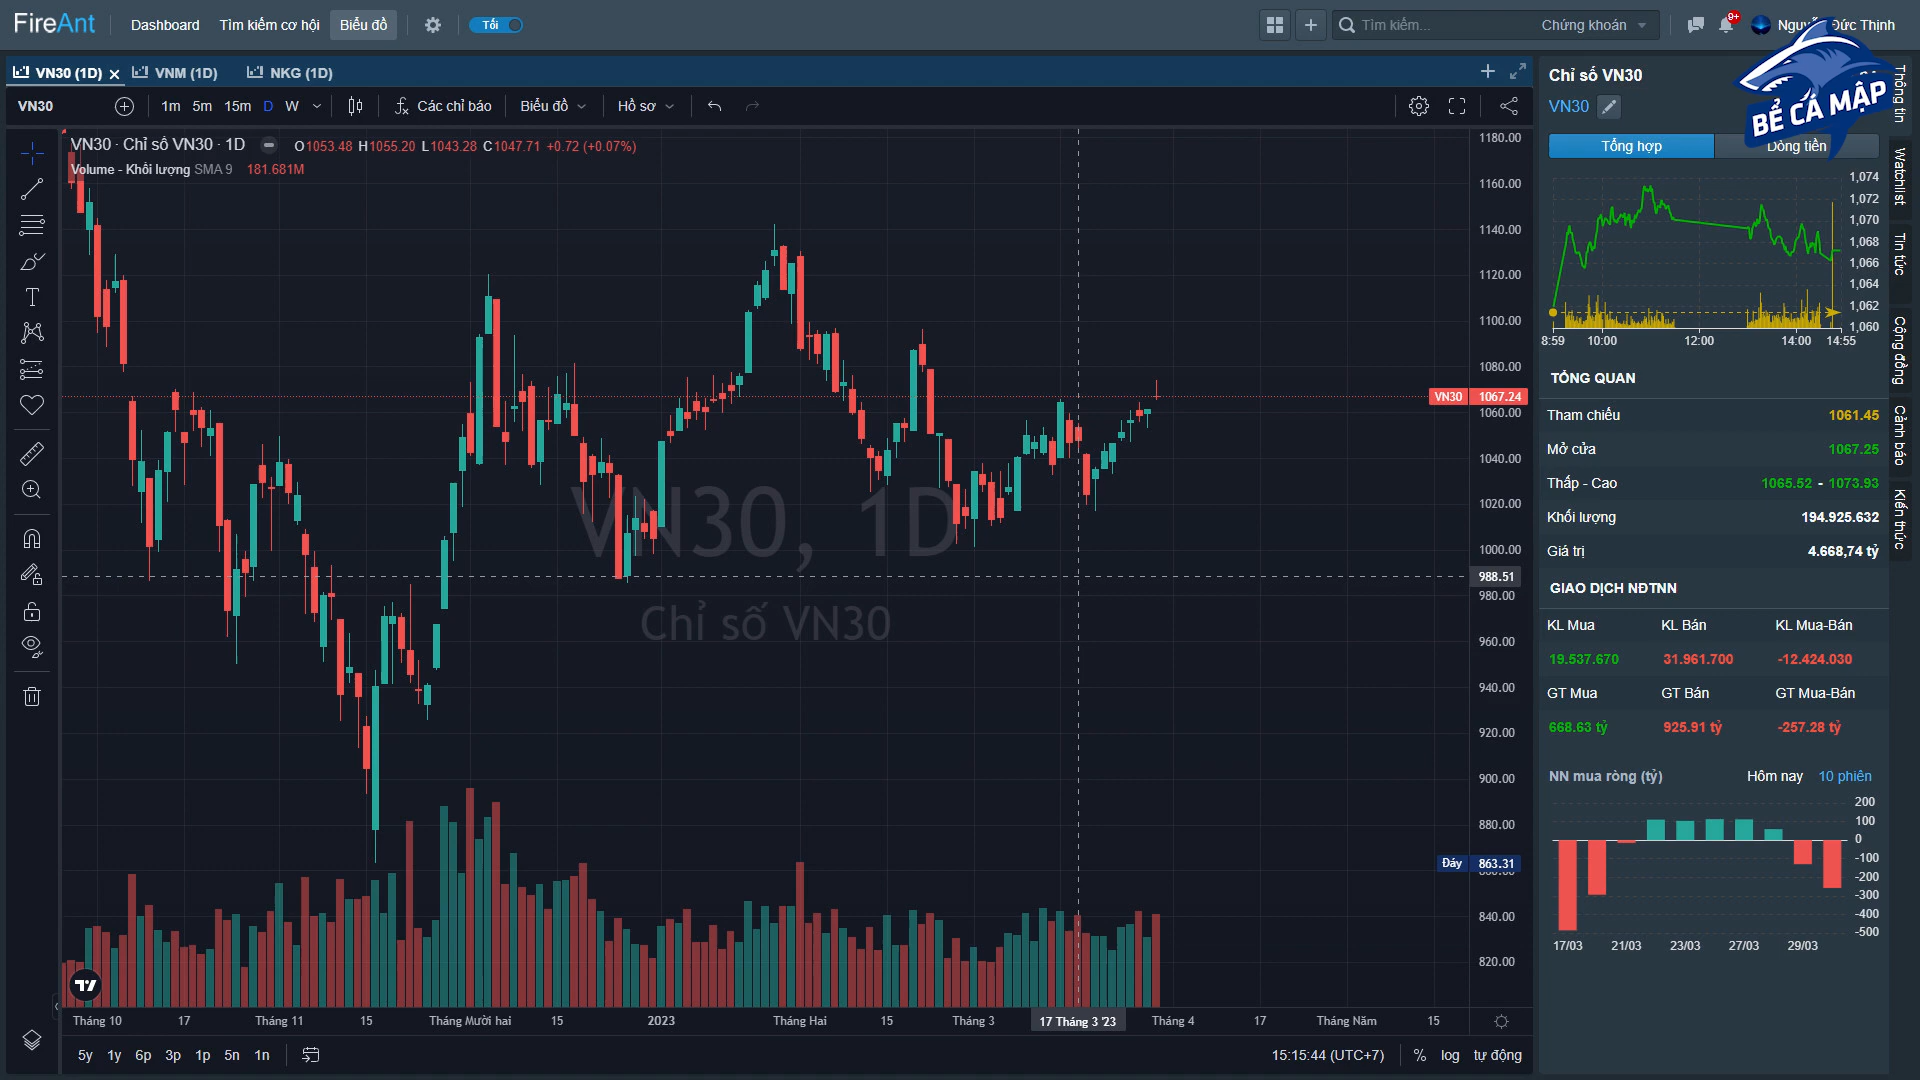 FireAnt Dashboard Tìm kiếm cơ hội Biểu đồ Tối Tìm kiếm... Chứng khoán 9+ Đức Thịnh
VN30 (1D) VNM (1D) NKG (1D)
VN30 1m 5m 15m D W Các chỉ báo Biểu đồ Hồ sơ
VN30 · Chỉ số VN30 · 1D O1053.48 H1055.20 L1043.28 C1047.71 +0.72 (+0.07%)
Volume - Khối lượng SMA 9 181.681M
VN30, 1D
Chỉ số VN30
1180.00
1160.00
1140.00
1120.00
1100.00
1080.00
VN30 1067.24
1060.00
1040.00
1020.00
1000.00
988.51
980.00
960.00
940.00
920.00
900.00
880.00
Đáy 863.31
840.00
820.00
Tháng 10 17 Tháng 11 15 Tháng Mười hai 15 2023 Tháng Hai 15 Tháng 3 17 Tháng 3 '23 Tháng 4 17 Tháng Năm 15
5y 1y 6p 3p 1p 5n 1n 15:15:44 (UTC+7) % log tự động
Chỉ số VN30
VN30
BỂ CÁ MẬP
Tổng hợp Dòng tiền
1,074
1,072
1,070
1,068
1,066
1,064
1,062
1,060
8:59 10:00 12:00 14:00 14:55
TỔNG QUAN
Tham chiếu 1061.45
Mở cửa 1067.25
Thấp - Cao 1065.52 - 1073.93
Khối lượng 194.925.632
Giá trị 4.668,74 tỷ
GIAO DỊCH NĐTNN
KL Mua KL Bán KL Mua-Bán
19.537.670 31.961.700 -12.424.030
GT Mua GT Bán GT Mua-Bán
668.63 tỷ 925.91 tỷ -257.28 tỷ
NN mua ròng (tỷ) Hôm nay 10 phiên
200
100
0
-100
-200
-300
-400
-500
17/03 21/03 23/03 27/03 29/03
Thông tin
Watchlist
Tin tức
Cộng đồng
Cảnh báo
Kiến thức